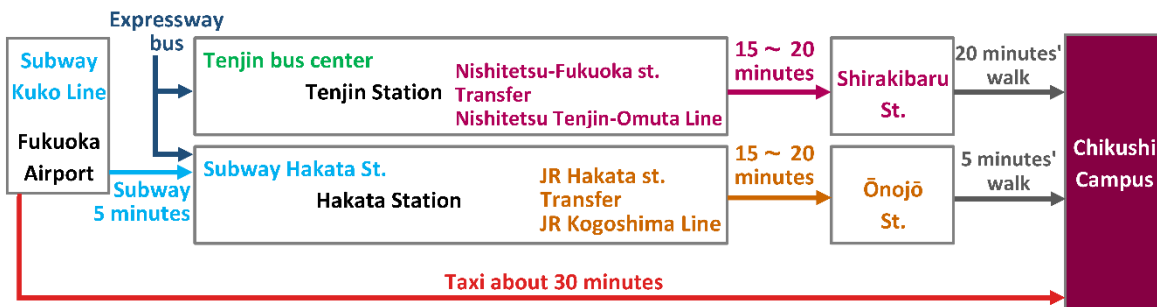 Expressway
bus
Subway
Kuko Line
Fukuoka
Airport
Subway
5 minutes
Tenjin bus center
Tenjin Station
Nishitetsu-Fukuoka st.
Transfer
Nishitetsu Tenjin-Omuta Line
15 ~ 20
minutes
Shirakibaru
St.
20 minutes'
walk
Subway Hakata St.
Hakata Station
JR Hakata st.
Transfer
JR Kogoshima Line
15 ~ 20
minutes
Ōnojō
St.
5 minutes'
walk
Chikushi
Campus
Taxi about 30 minutes